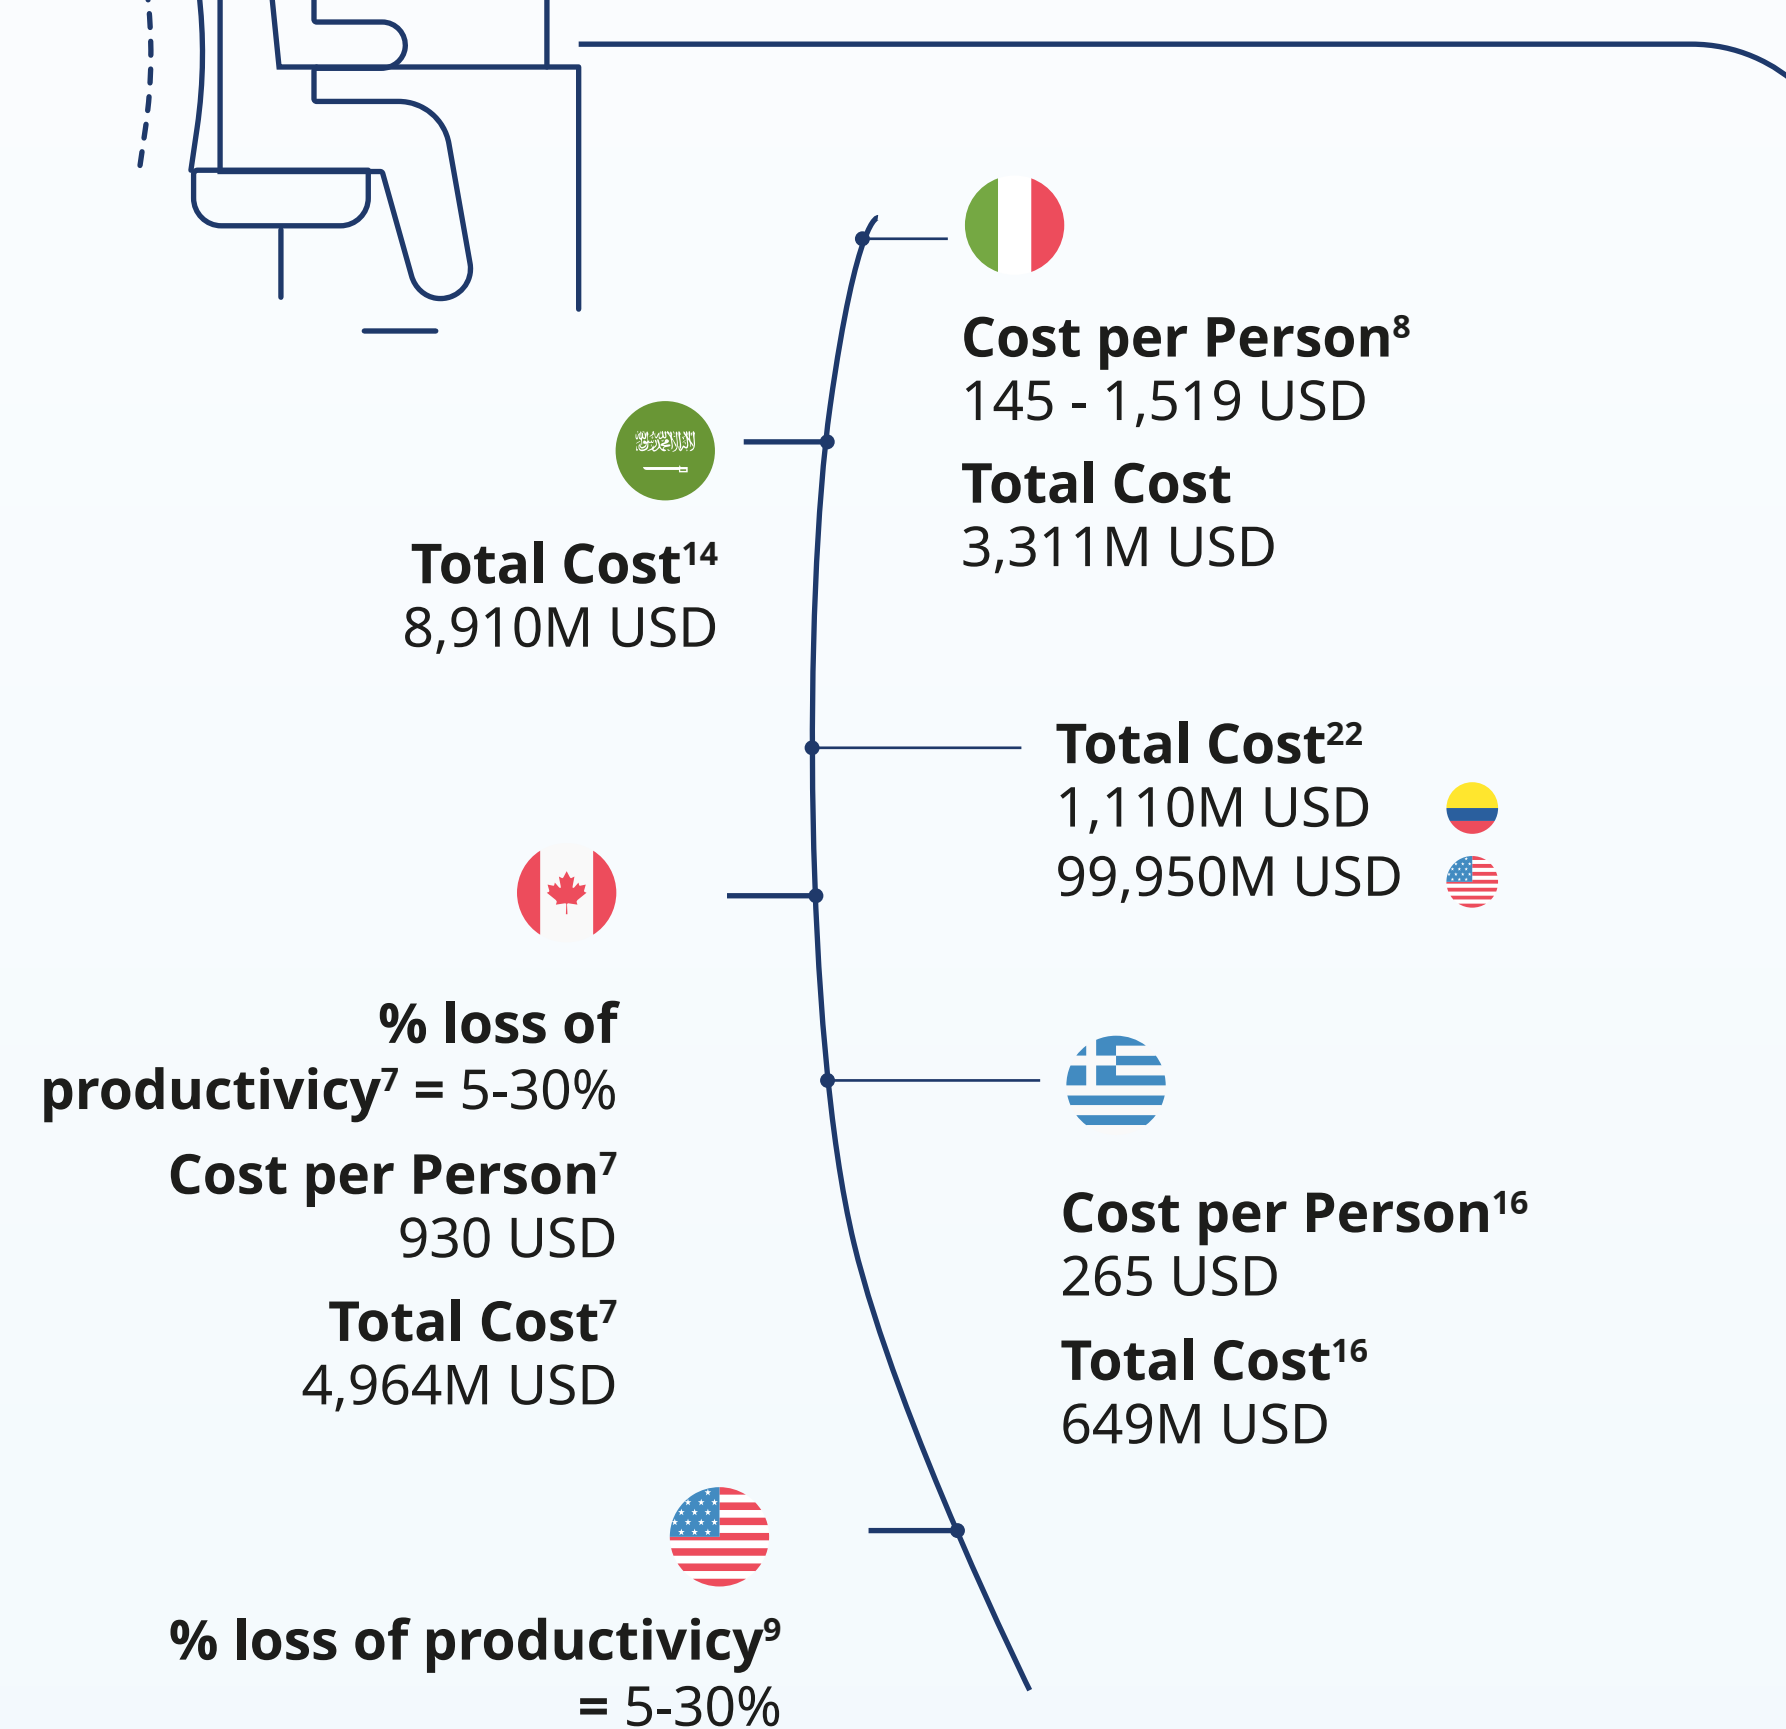 Cost per Person⁸
145 - 1,519 USD
Total Cost
3,311M USD
Total Cost¹⁴
8,910M USD
Total Cost²²
1,110M USD
99,950M USD
% loss of
productivicy⁷ = 5-30%
Cost per Person⁷
930 USD
Total Cost⁷
4,964M USD
Cost per Person¹⁶
265 USD
Total Cost¹⁶
649M USD
% loss of productivicy⁹
= 5-30%